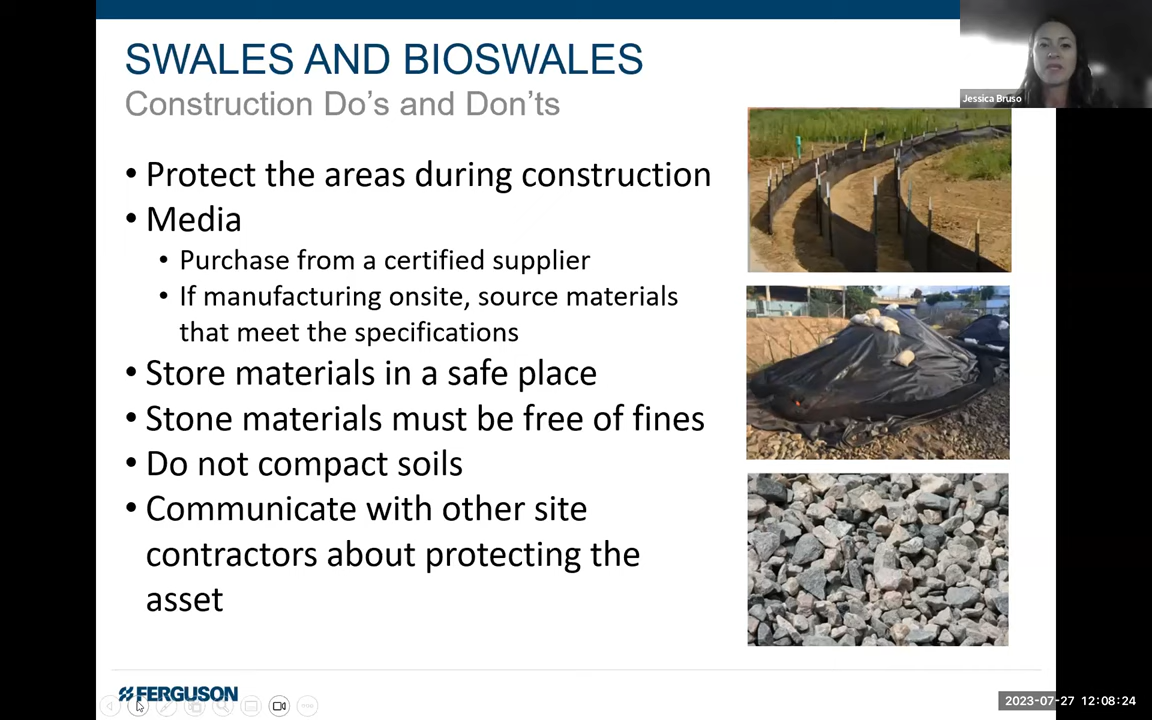 SWALES AND BIOSWALES
Construction Do’s and Don’ts
• Protect the areas during construction
• Media
• Purchase from a certified supplier
• If manufacturing onsite, source materials
that meet the specifications
• Store materials in a safe place
• Stone materials must be free of fines
• Do not compact soils
• Communicate with other site
contractors about protecting the
asset
Jessica Bruso
FERGUSON
2023-07-27 12:08:24